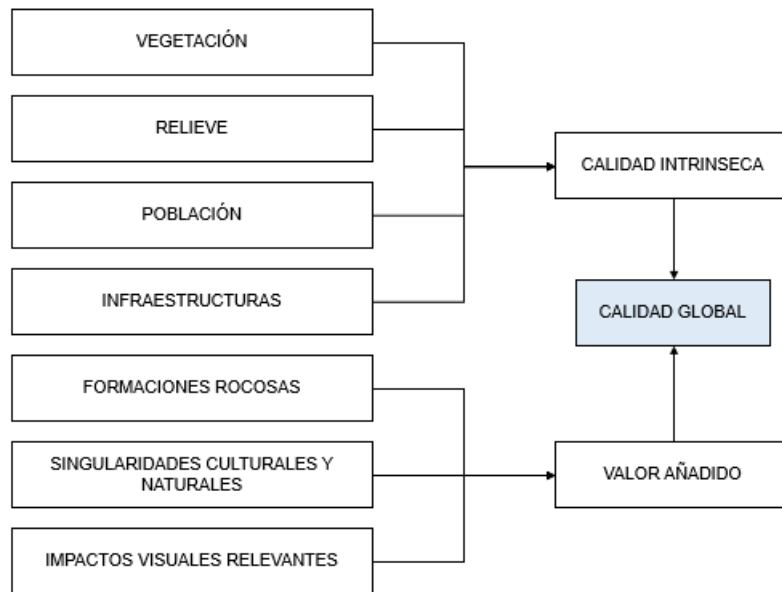 VEGETACIÓN
RELIEVE
POBLACIÓN
INFRAESTRUCTURAS
FORMACIONES ROCOSAS
SINGULARIDADES CULTURALES Y
NATURALES
IMPACTOS VISUALES RELEVANTES
CALIDAD INTRINSECA
CALIDAD GLOBAL
VALOR AÑADIDO